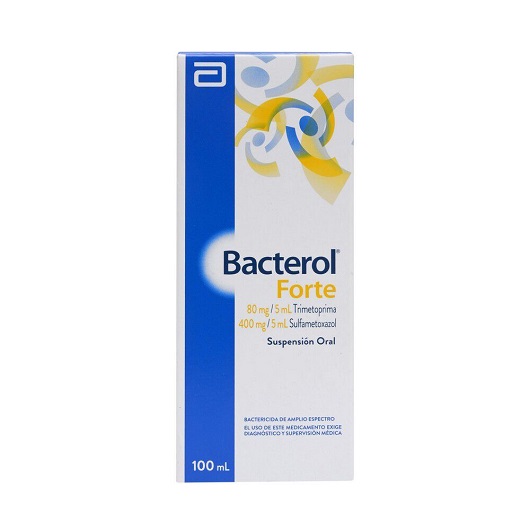 Bacterol®
Forte
80 mg / 5 mL Trimetoprima
400 mg / 5 mL Sulfametoxazol
Suspensión Oral
BACTERICIDA DE AMPLIO ESPECTRO
EL USO DE ESTE MEDICAMENTO EXIGE
DIAGNÓSTICO Y SUPERVISIÓN MÉDICA
100 mL